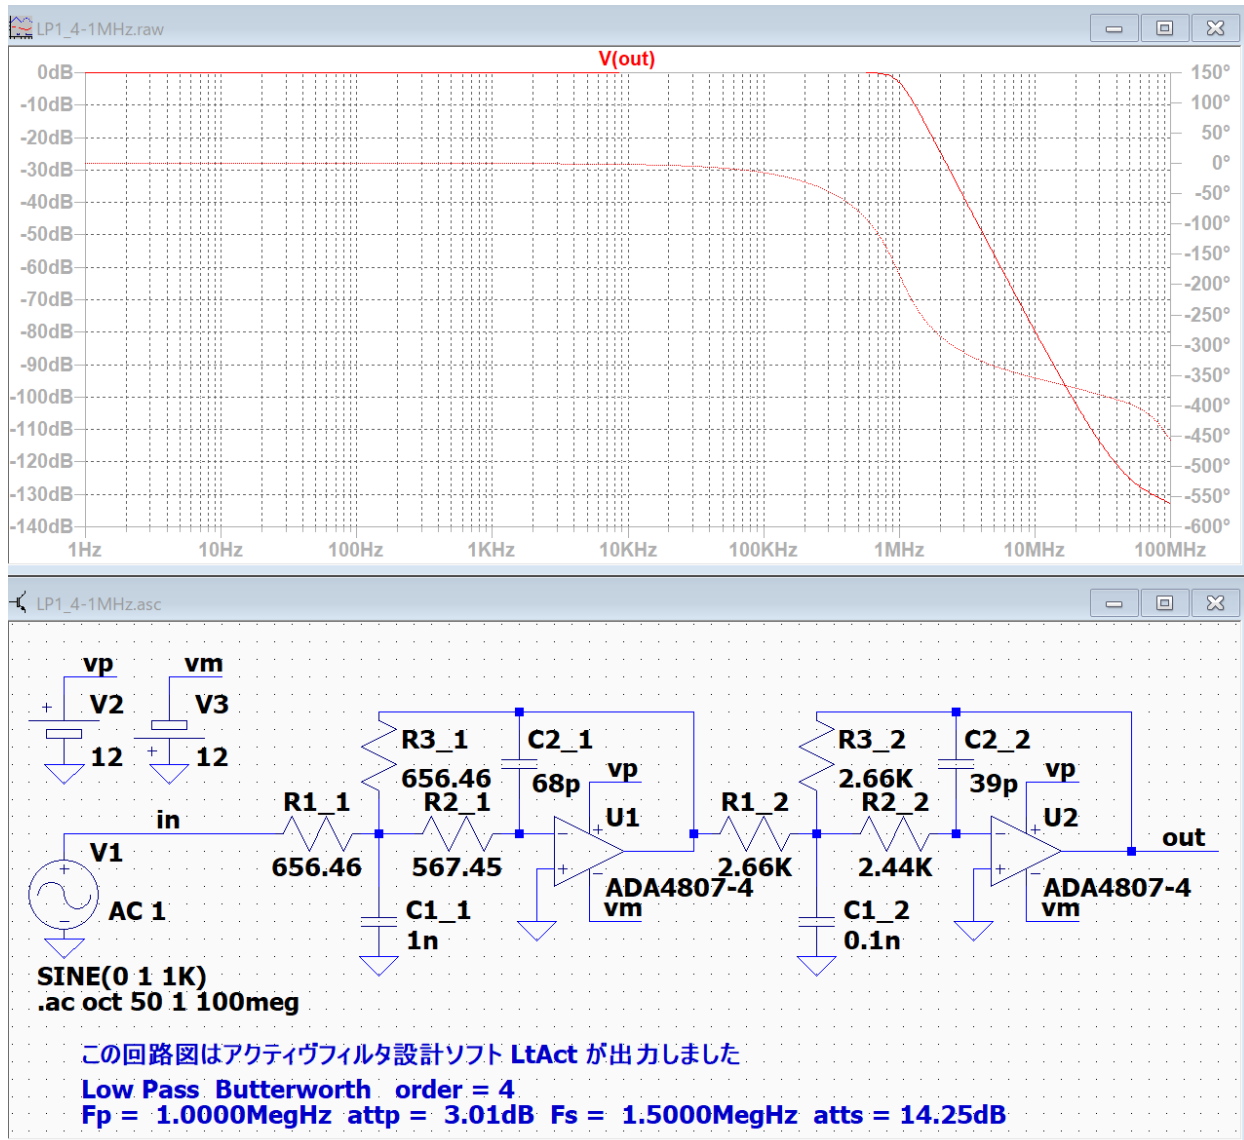 LP1_4-1MHz.raw
V(out)
0dB
-10dB
-20dB
-30dB
-40dB
-50dB
-60dB
-70dB
-80dB
-90dB
-100dB
-110dB
-120dB
-130dB
-140dB
150°
100°
50°
0°
-50°
-100°
-150°
-200°
-250°
-300°
-350°
-400°
-450°
-500°
-550°
-600°
1Hz 10Hz 100Hz 1KHz 10KHz 100KHz 1MHz 10MHz 100MHz
LP1_4-1MHz.asc
vp
V2
12
vm
V3
12
in
V1
AC 1
SINE(0 1 1K)
.ac oct 50 1 100meg
R1_1
656.46
R3_1
656.46
R2_1
567.45
C1_1
1n
C2_1
68p
vp
U1
ADA4807-4
vm
R1_2
2.66K
R3_2
2.66K
R2_2
2.44K
C1_2
0.1n
C2_2
39p
vp
U2
ADA4807-4
vm
out
この回路図はアクティヴフィルタ設計ソフト LtAct が出力しました
Low Pass Butterworth order = 4
Fp = 1.0000MegHz attp = 3.01dB Fs = 1.5000MegHz atts = 14.25dB